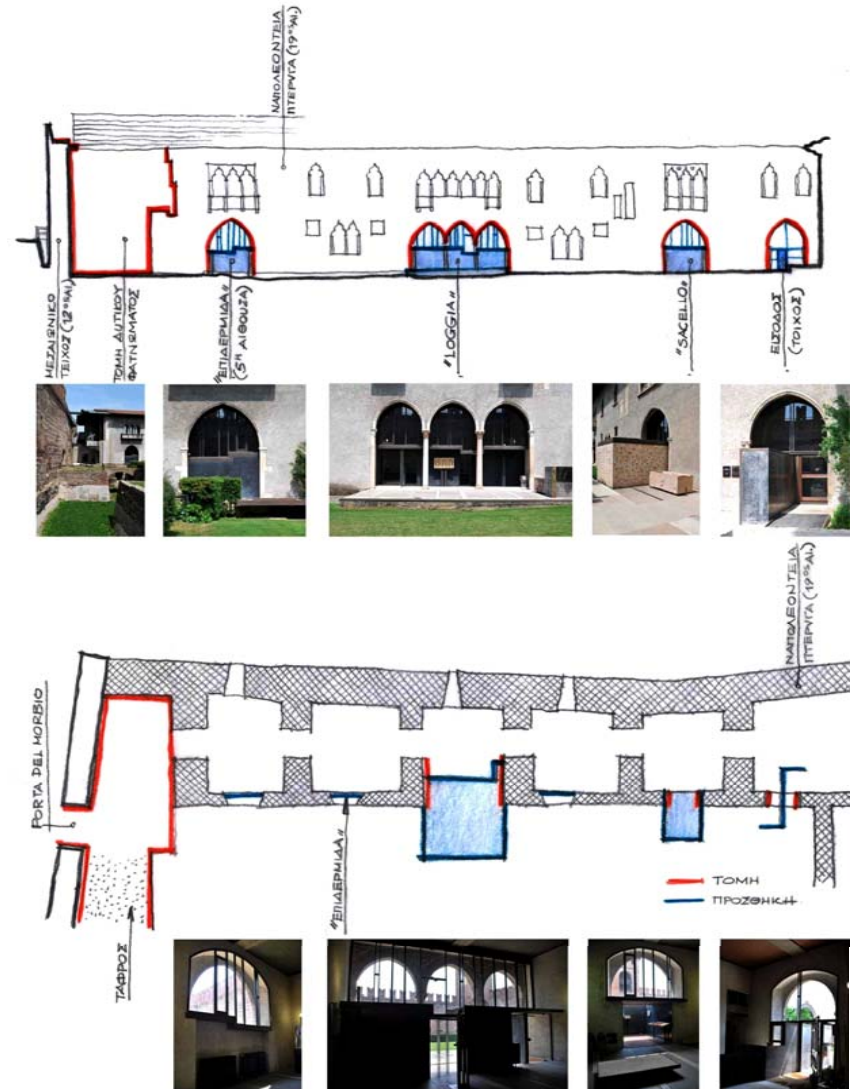 ΝΑΠΟΛΕΟΝΤΕΙΑ
ΠΤΕΡΥΓΑ (19ος ΑΙ.)
ΜΕΣΑΙΩΝΙΚΟ
ΤΕΙΧΟΣ (12ος ΑΙ.)
ΤΟΜΗ ΔΥΤΙΚΟΥ
ΦΑΤΝΩΜΑΤΟΣ
"ΕΠΙΔΕΡΜΙΔΑ"
(5η ΑΙΘΟΥΣΑ)
"LOGGIA"
"SACELLO"
ΕΙΣΟΔΟΣ
(ΤΟΙΧΟΣ)
ΝΑΠΟΛΕΟΝΤΕΙΑ
ΠΤΕΡΥΓΑ (19ος ΑΙ.)
PORTA DEL MORBIO
ΤΑΦΡΟΣ
"ΕΠΙΔΕΡΜΙΔΑ"
ΤΟΜΗ
ΠΡΟΣΘΗΚΗ